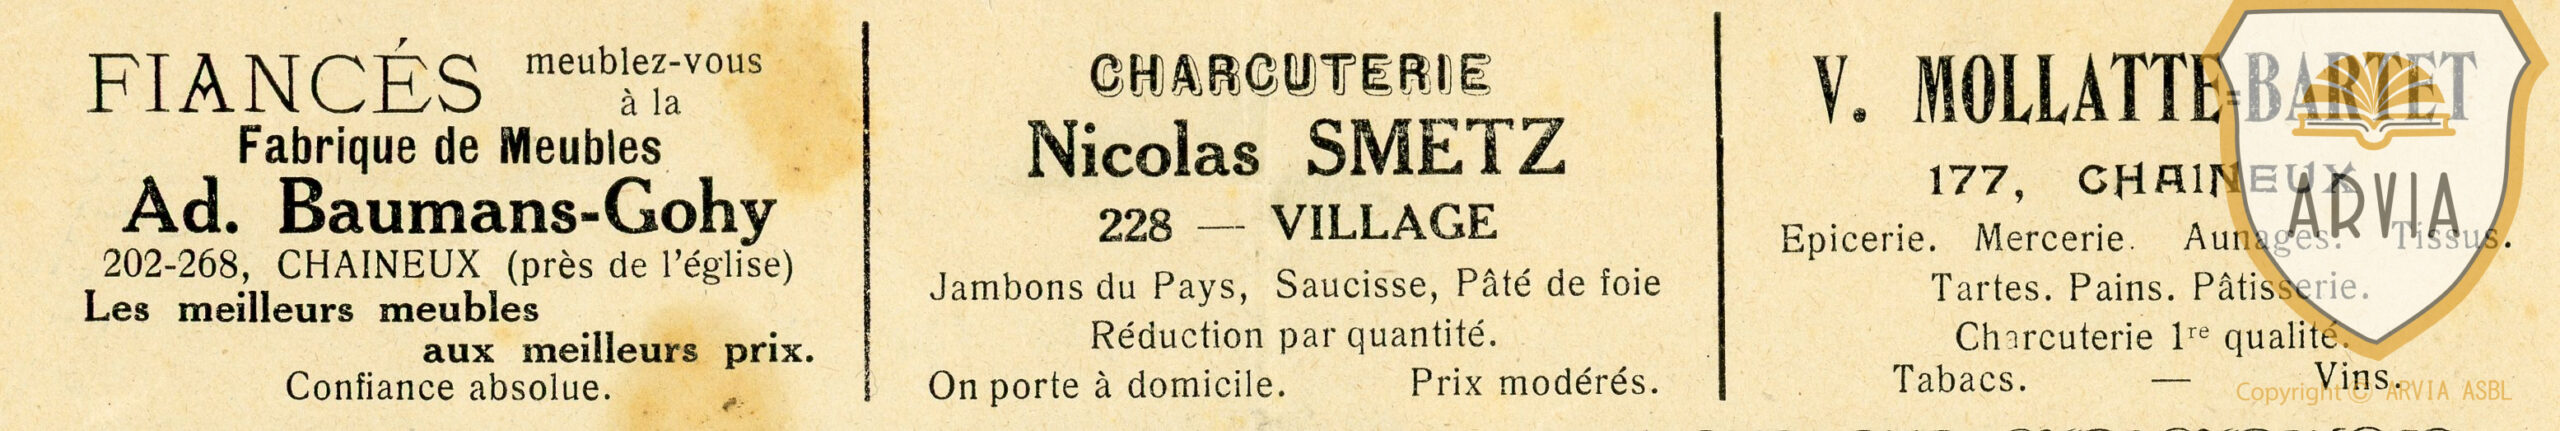 FIANCÉS meublez-vous
à la
Fabrique de Meubles
Ad. Baumans-Gohy
202-268, CHAINEUX (près de l'église)
Les meilleurs meubles
aux meilleurs prix.
Confiance absolue.
CHARCUTERIE
Nicolas SMETZ
228 — VILLAGE
Jambons du Pays, Saucisse, Pâté de foie
Réduction par quantité.
On porte à domicile. Prix modérés.
V. MOLLATTE=BARTET
177, CHAINEUX
Epicerie. Mercerie. Aunages. Tissus.
Tartes. Pains. Pâtisserie.
Charcuterie 1re qualité.
Tabacs. — Vins.
ARVIA
Copyright © ARVIA ASBL